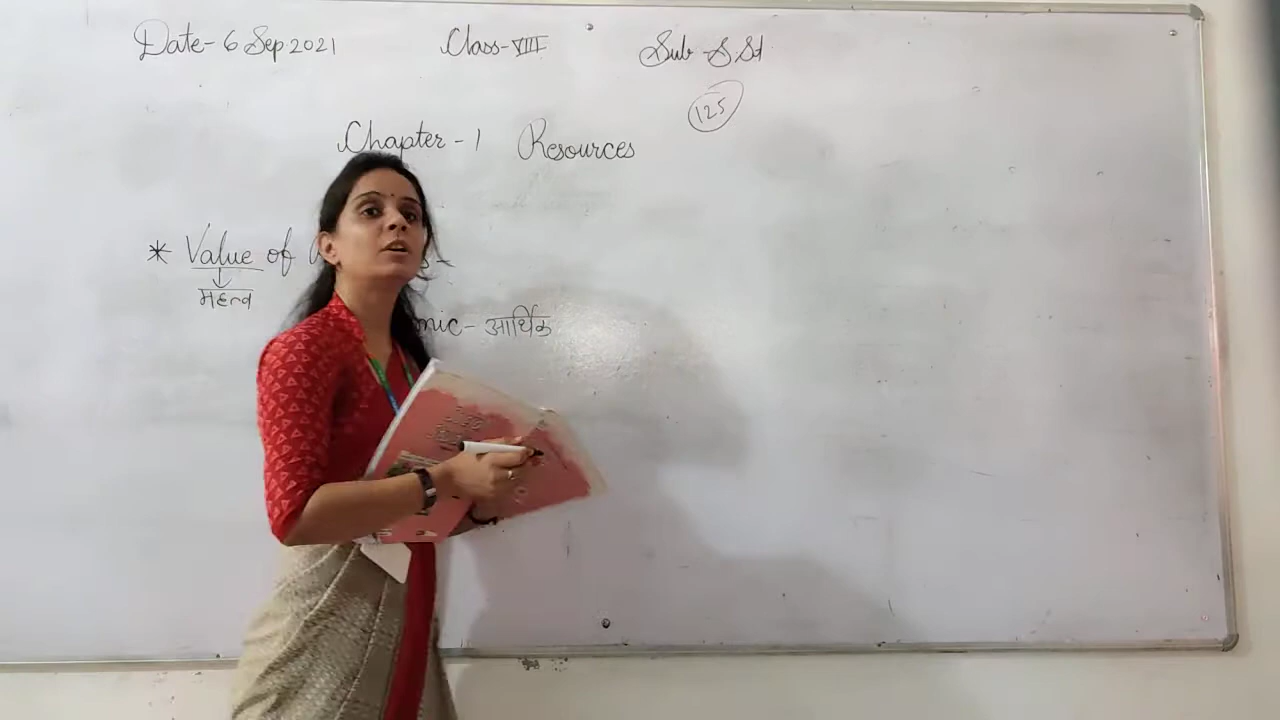 Date- 6 Sep 2021 Class-VIII Sub - S.St
125
Chapter - 1 Resources
* Value of
महत्व
mic- आर्थिक